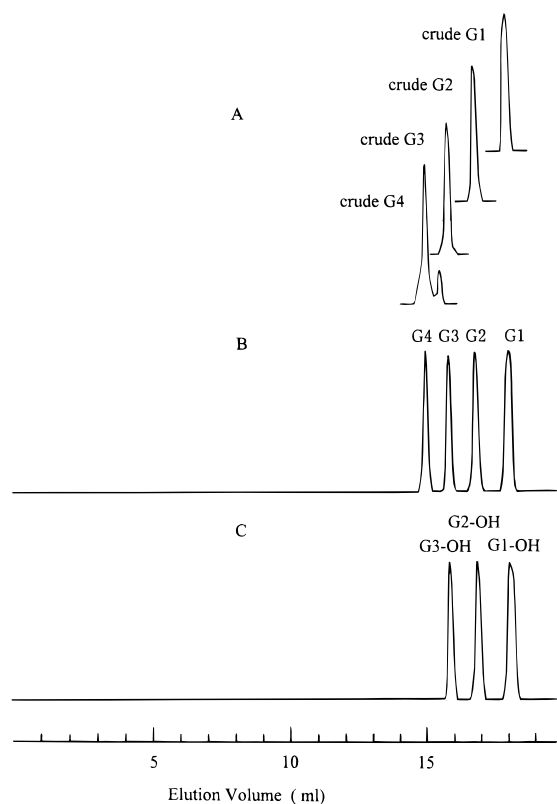 crude G1
crude G2
A
crude G3
crude G4
B
G4 G3 G2 G1
G2-OH
C
G3-OH G1-OH
5 10 15
Elution Volume ( ml)